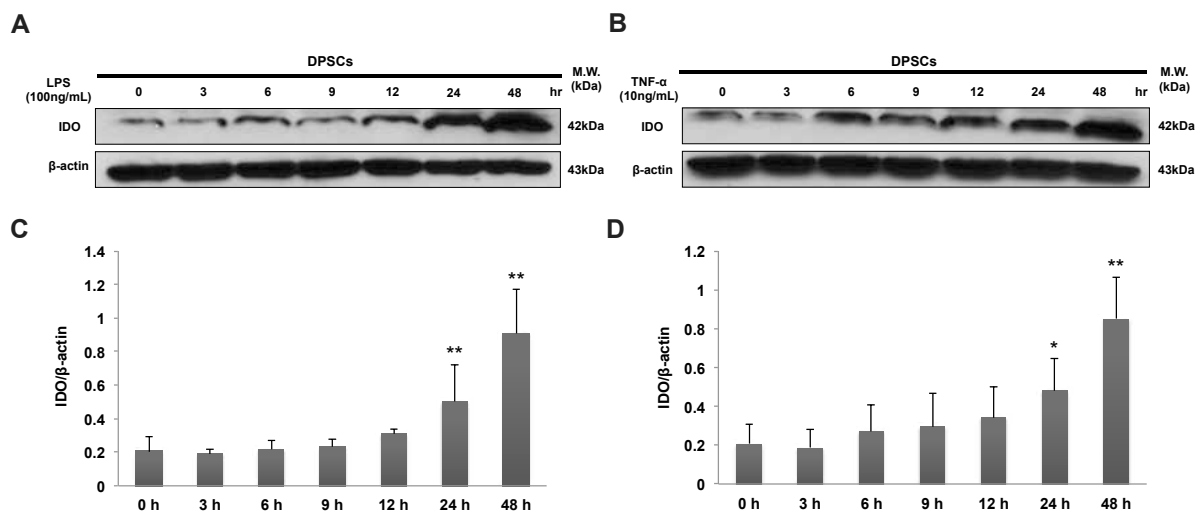 A
DPSCs
LPS
(100ng/mL)
0 3 6 9 12 24 48 hr
M.W.
(kDa)
IDO
42kDa
β-actin
43kDa
B
DPSCs
TNF-α
(10ng/mL)
0 3 6 9 12 24 48 hr
M.W.
(kDa)
IDO
42kDa
β-actin
43kDa
C
IDO/β-actin
1.4
1.2
1
0.8
0.6
0.4
0.2
0
**
**
0 h 3 h 6 h 9 h 12 h 24 h 48 h
D
IDO/β-actin
1.2
1
0.8
0.6
0.4
0.2
0
*
**
0 h 3 h 6 h 9 h 12 h 24 h 48 h